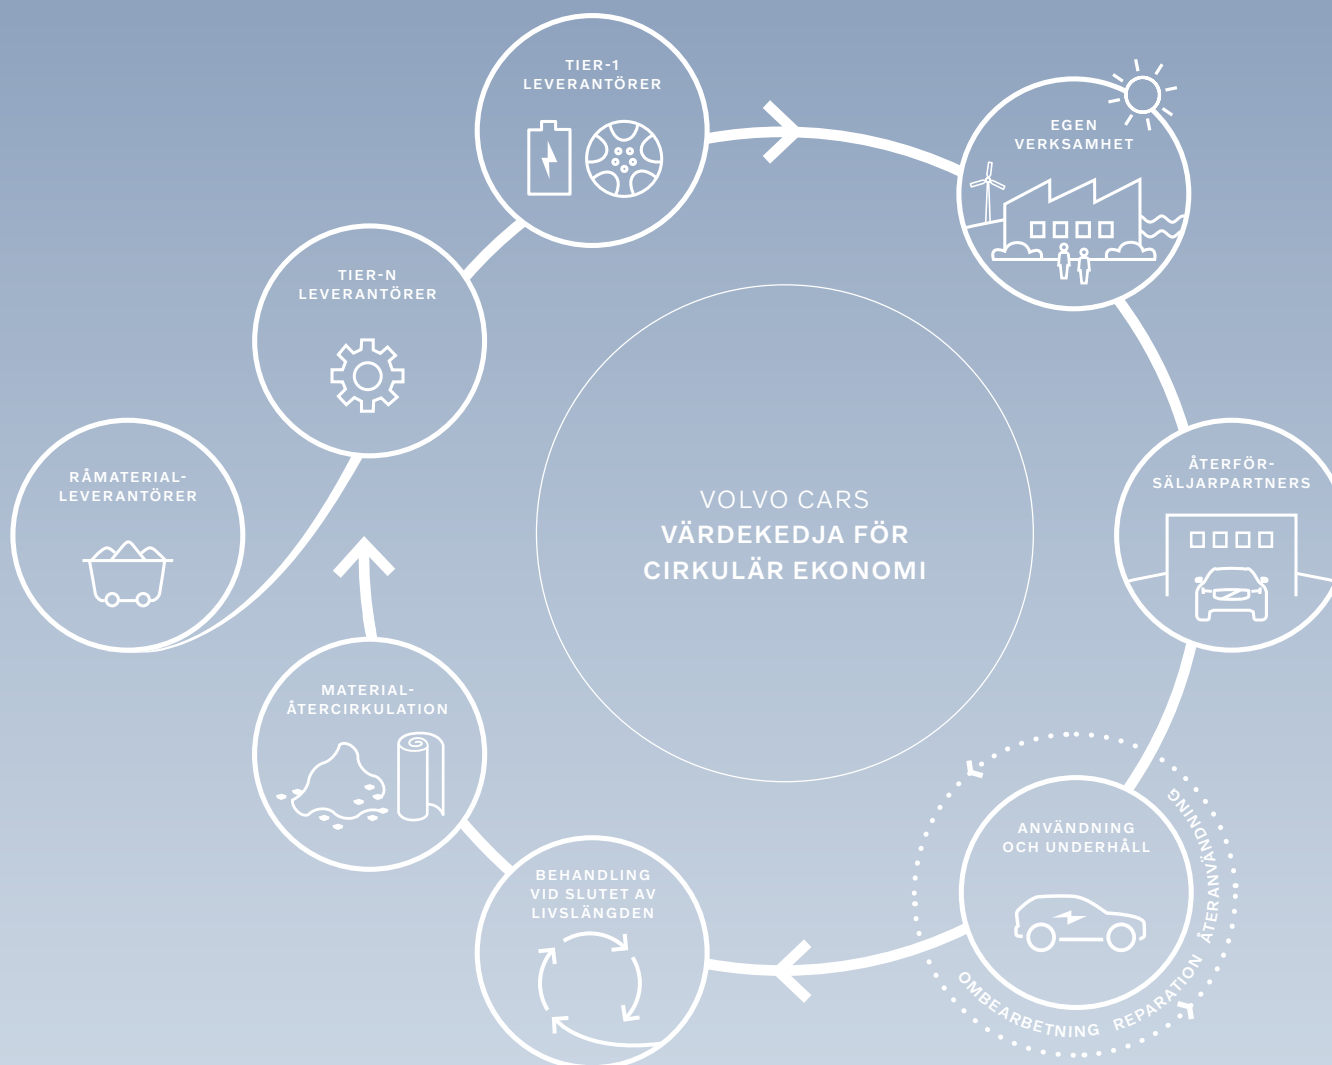 TIER-1
LEVERANTÖRER
EGEN
VERKSAMHET
TIER-N
LEVERANTÖRER
RÅMATERIAL-
LEVERANTÖRER
ÅTERFÖR-
SÄLJARPARTNERS
VOLVO CARS
VÄRDEKEDJA FÖR
CIRKULÄR EKONOMI
MATERIAL-
ÅTERCIRKULATION
ANVÄNDNING
OCH UNDERHÅLL
ÅTERANVÄNDNING
REPARATION
OMBEARBETNING
BEHANDLING
VID SLUTET AV
LIVSLÄNGDEN